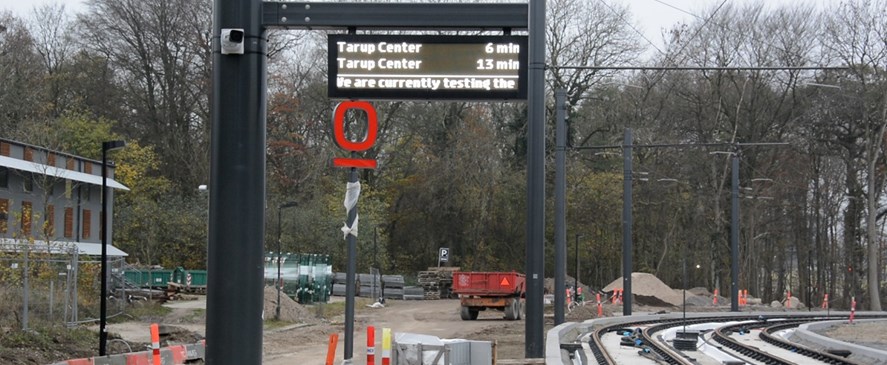 Tarup Center 6 min
Tarup Center 13 min
We are currently testing the
P